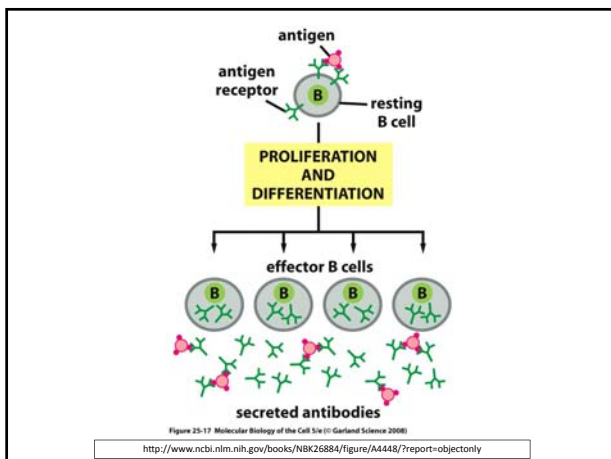 antigen
antigen
receptor
B
resting
B cell
PROLIFERATION
AND
DIFFERENTIATION
effector B cells
B B B B
secreted antibodies
Figure 25-17 Molecular Biology of the Cell 5/e (© Garland Science 2008)
http://www.ncbi.nlm.nih.gov/books/NBK26884/figure/A4448/?report=objectonly